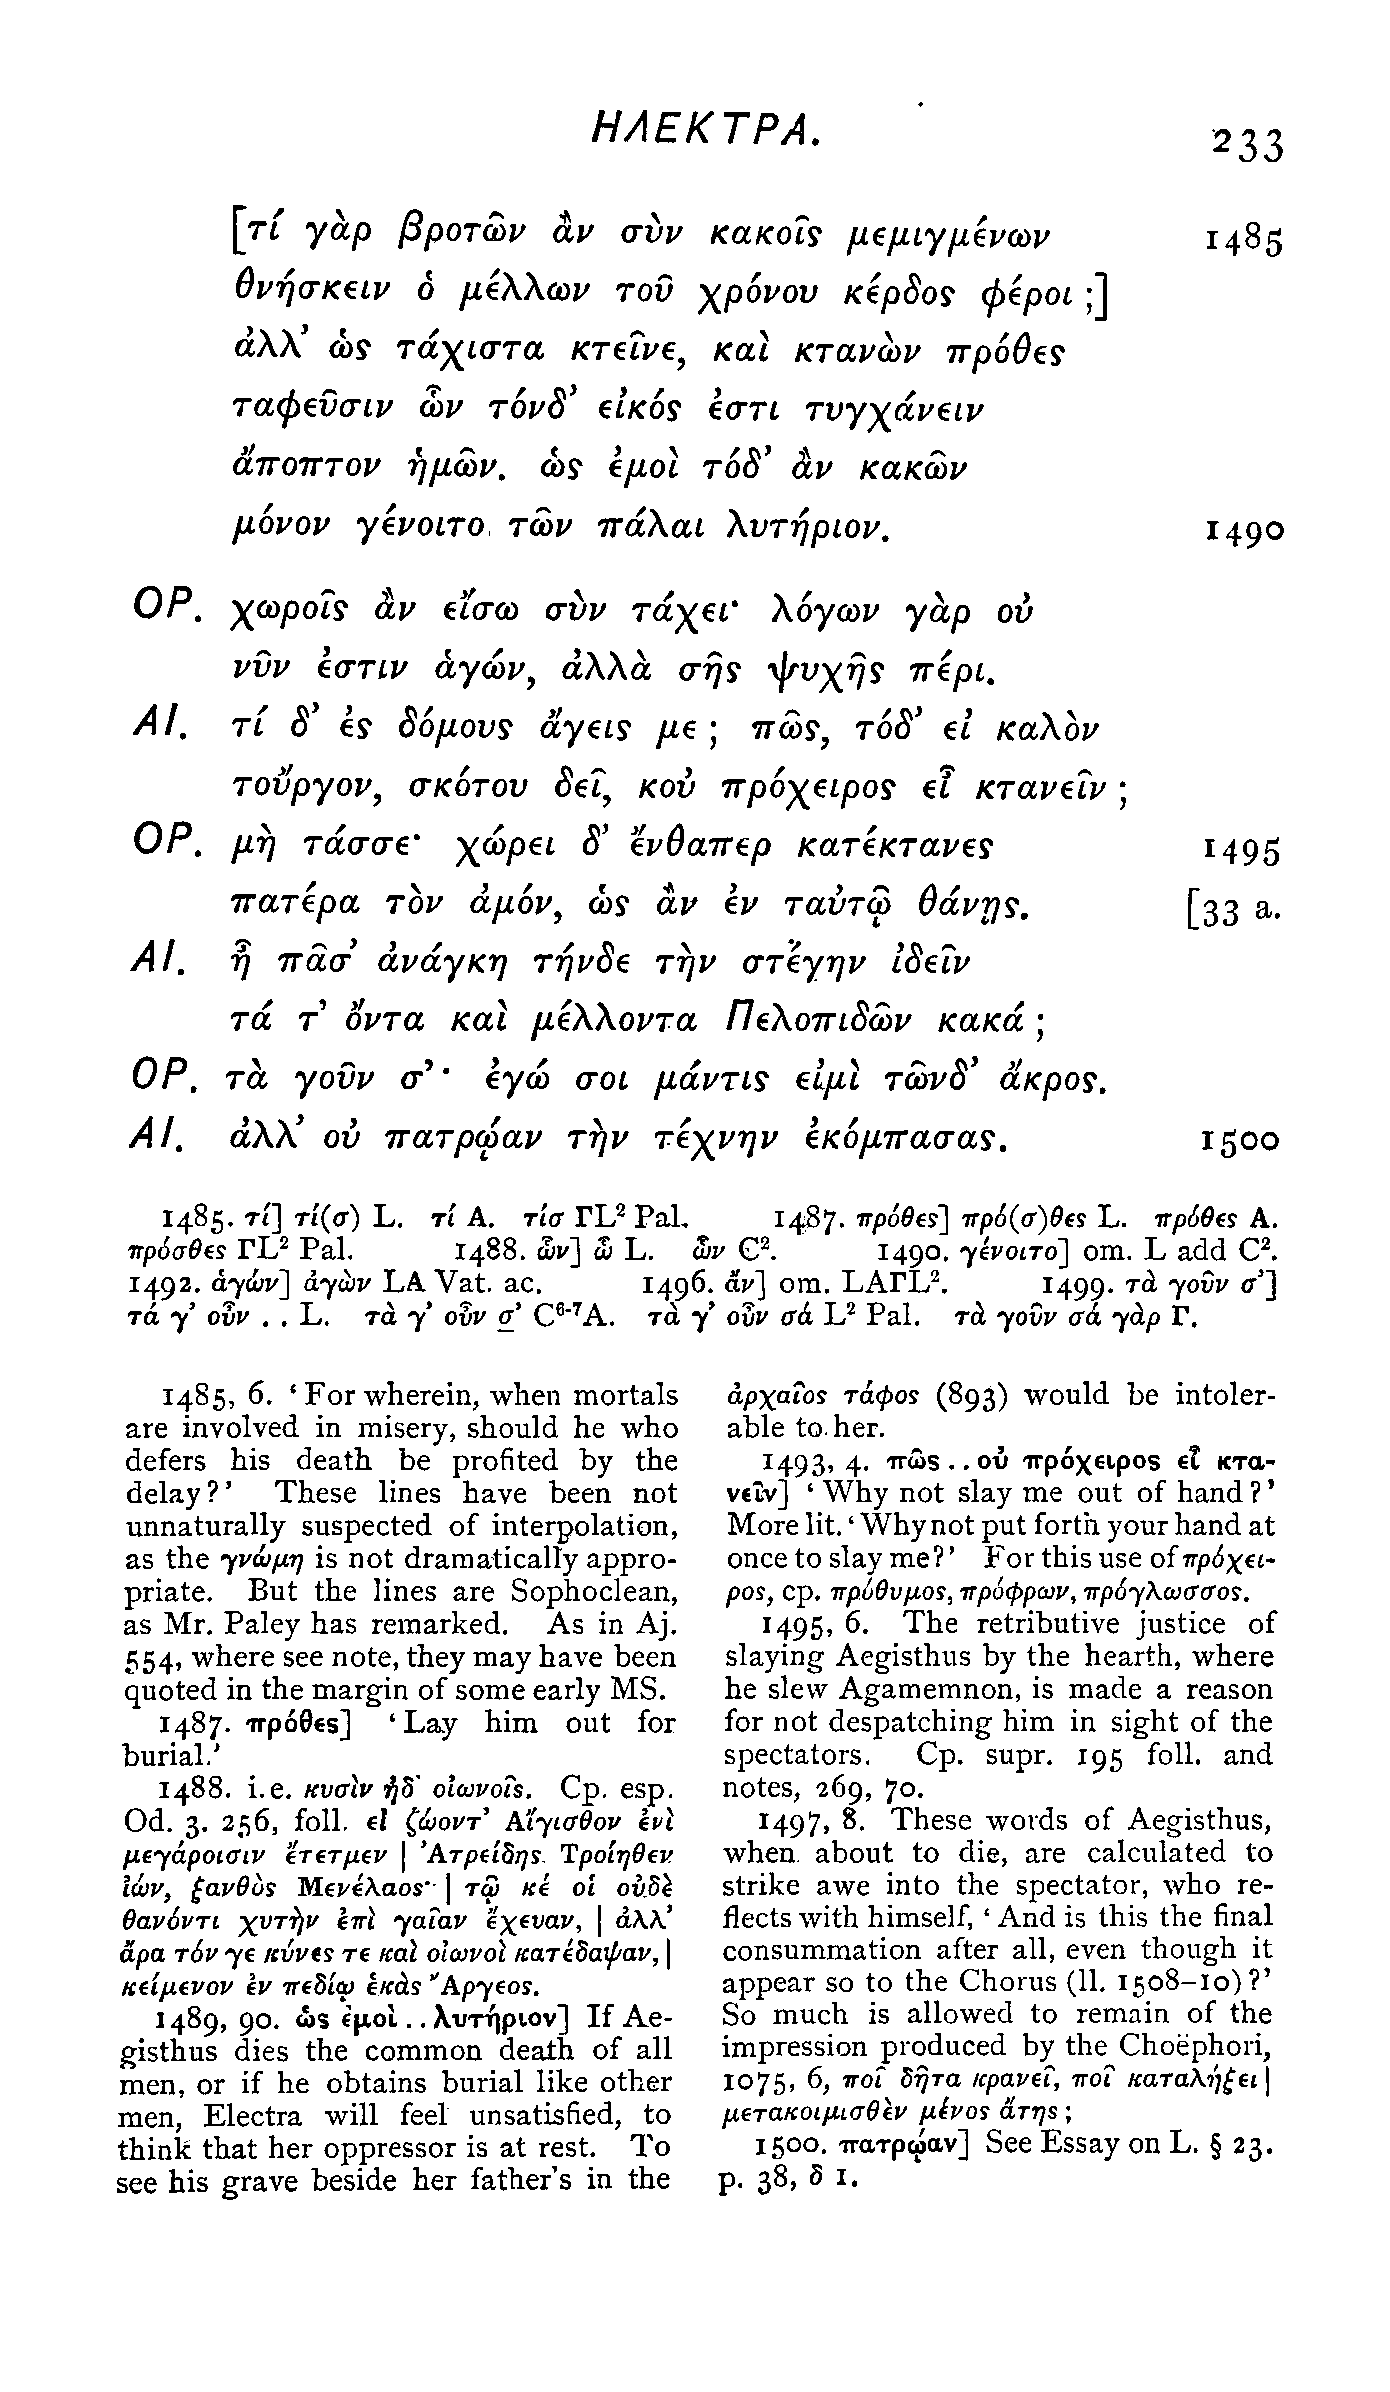 ΗΛΕΚΤΡΑ.
233
[τί γὰρ βροτῶν ἂν σὺν κακοῖς μεμιγμένων 1485
θνήσκειν ὁ μέλλων τοῦ χρόνου κέρδος φέροι ;]
ἀλλ’ ὡς τάχιστα κτεῖνε, καὶ κτανὼν πρόθες
ταφεῦσιν ὧν τόνδ’ εἰκός ἐστι τυγχάνειν
ἄποπτον ἡμῶν. ὡς ἐμοὶ τόδ’ ἂν κακῶν
μόνον γένοιτο τῶν πάλαι λυτήριον. 1490
ΟΡ. χωροῖς ἂν εἴσω σὺν τάχει· λόγων γὰρ οὐ
νῦν ἐστιν ἁγών, ἀλλὰ σῆς ψυχῆς πέρι.
ΑΙ. τί δ’ ἐς δόμους ἄγεις με ; πῶς, τόδ’ εἰ καλὸν
τοὔργον, σκότου δεῖ, κοὐ πρόχειρος εἶ κτανεῖν ;
ΟΡ. μὴ τάσσε· χώρει δ’ ἔνθαπερ κατέκτανες 1495
πατέρα τὸν ἀμόν, ὡς ἂν ἐν ταὐτῷ θάνῃς. [33 a.
ΑΙ. ἦ πᾶσ’ ἀνάγκη τήνδε τὴν στέγην ἰδεῖν
τά τ’ ὄντα καὶ μέλλοντα Πελοπιδῶν κακά ;
ΟΡ. τὰ γοῦν σ’· ἐγώ σοι μάντις εἰμὶ τῶνδ’ ἄκρος.
ΑΙ. ἀλλ’ οὐ πατρῴαν τὴν τέχνην ἐκόμπασας. 1500
1485. τί] τί(σ) L. τί A. τίσ ΓL² Pal. 1487. πρόθες] πρό(σ)θες L. πρόθες A.
πρόσθες ΓL² Pal. 1488. ὧν] ὧ L. ὧν C². 1490. γένοιτο] om. L add C².
1492. ἁγών] ἀγὼν LA Vat. ac. 1496. ἄν] om. LAΓL². 1499. τὰ γοῦν σ’]
τά γ’ οὖν . . L. τὰ γ’ οὖν σ’ C⁶⁻⁷A. τὰ γ’ οὖν σά L² Pal. τὰ γοῦν σά γὰρ Γ.
1485, 6. ‘For wherein, when mortals
are involved in misery, should he who
defers his death be profited by the
delay?’ These lines have been not
unnaturally suspected of interpolation,
as the γνώμη is not dramatically appro-
priate. But the lines are Sophoclean,
as Mr. Paley has remarked. As in Aj.
554, where see note, they may have been
quoted in the margin of some early MS.
1487. πρόθες] ‘Lay him out for
burial.’
1488. i.e. κυσὶν ἠδ’ οἰωνοῖς. Cp. esp.
Od. 3. 256, foll. εἰ ζώοντ’ Αἴγισθον ἐνὶ
μεγάροισιν ἔτετμεν | Ἀτρείδης Τροίηθεν
ἰών, ξανθὸς Μενέλαος· | τῷ κέ οἱ οὐδὲ
θανόντι χυτὴν ἐπὶ γαῖαν ἔχευαν, | ἀλλ’
ἄρα τόν γε κύνες τε καὶ οἰωνοὶ κατέδαψαν, |
κείμενον ἐν πεδίῳ ἑκὰς Ἄργεος.
1489, 90. ὡς ἐμοὶ . . λυτήριον] If Ae-
gisthus dies the common death of all
men, or if he obtains burial like other
men, Electra will feel unsatisfied, to
think that her oppressor is at rest. To
see his grave beside her father’s in the
ἀρχαῖος τάφος (893) would be intoler-
able to her.
1493, 4. πῶς . . οὐ πρόχειρος εἶ κτα-
νεῖν] ‘Why not slay me out of hand?’
More lit. ‘Why not put forth your hand at
once to slay me?’ For this use of πρόχει-
ρος, cp. πρόθυμος, πρόφρων, πρόγλωσσος.
1495, 6. The retributive justice of
slaying Aegisthus by the hearth, where
he slew Agamemnon, is made a reason
for not despatching him in sight of the
spectators. Cp. supr. 195 foll. and
notes, 269, 70.
1497, 8. These words of Aegisthus,
when about to die, are calculated to
strike awe into the spectator, who re-
flects with himself, ‘And is this the final
consummation after all, even though it
appear so to the Chorus (ll. 1508–10)?’
So much is allowed to remain of the
impression produced by the Choëphori,
1075, 6, ποῖ δῆτα κρανεῖ, ποῖ καταλήξει |
μετακοιμισθὲν μένος ἄτης ;
1500. πατρῴαν] See Essay on L. § 23.
p. 38, δ 1.